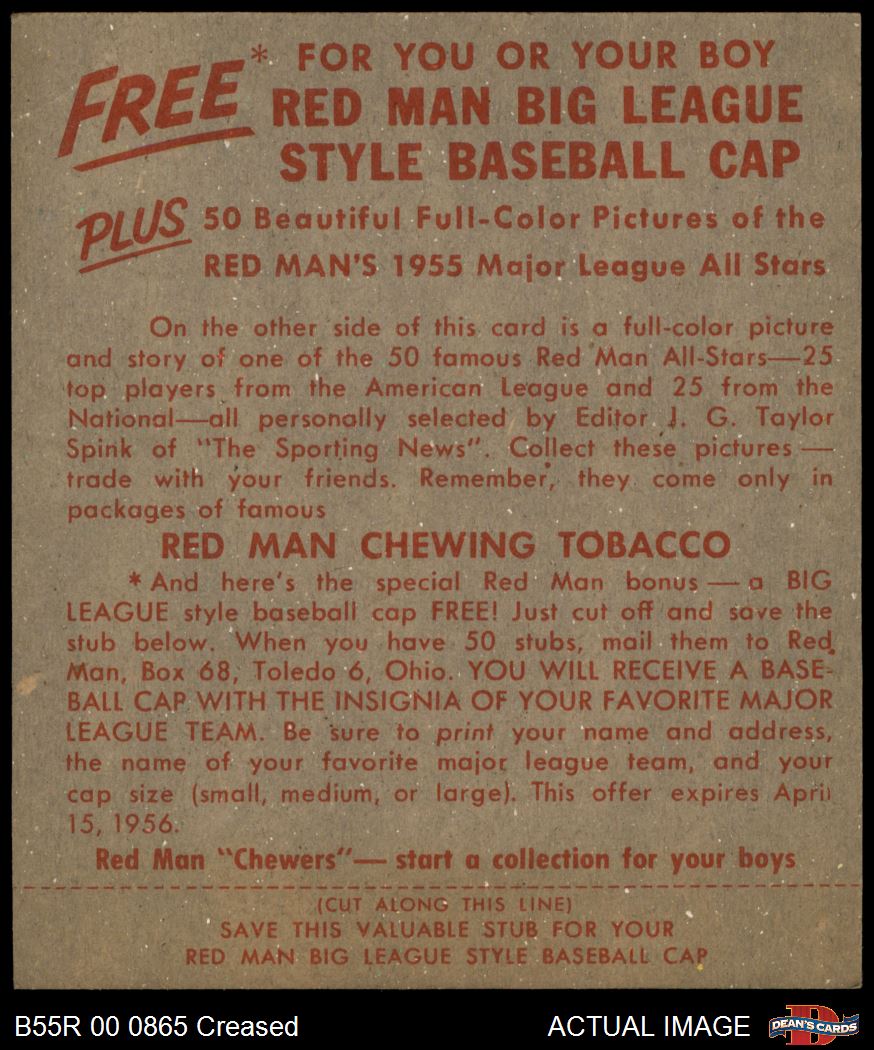 FREE* FOR YOU OR YOUR BOY
RED MAN BIG LEAGUE
STYLE BASEBALL CAP
PLUS 50 Beautiful Full-Color Pictures of the
RED MAN'S 1955 Major League All Stars
On the other side of this card is a full-color picture
and story of one of the 50 famous Red Man All-Stars—25
top players from the American League and 25 from the
National—all personally selected by Editor J. G. Taylor
Spink of "The Sporting News". Collect these pictures —
trade with your friends. Remember, they come only in
packages of famous
RED MAN CHEWING TOBACCO
* And here's the special Red Man bonus — a BIG
LEAGUE style baseball cap FREE! Just cut off and save the
stub below. When you have 50 stubs, mail them to Red
Man, Box 68, Toledo 6, Ohio. YOU WILL RECEIVE A BASE-
BALL CAP WITH THE INSIGNIA OF YOUR FAVORITE MAJOR
LEAGUE TEAM. Be sure to print your name and address,
the name of your favorite major league team, and your
cap size (small, medium, or large). This offer expires April
15, 1956.
Red Man "Chewers"— start a collection for your boys
(CUT ALONG THIS LINE)
SAVE THIS VALUABLE STUB FOR YOUR
RED MAN BIG LEAGUE STYLE BASEBALL CAP
B55R 00 0865 Creased ACTUAL IMAGE DEAN'S CARDS